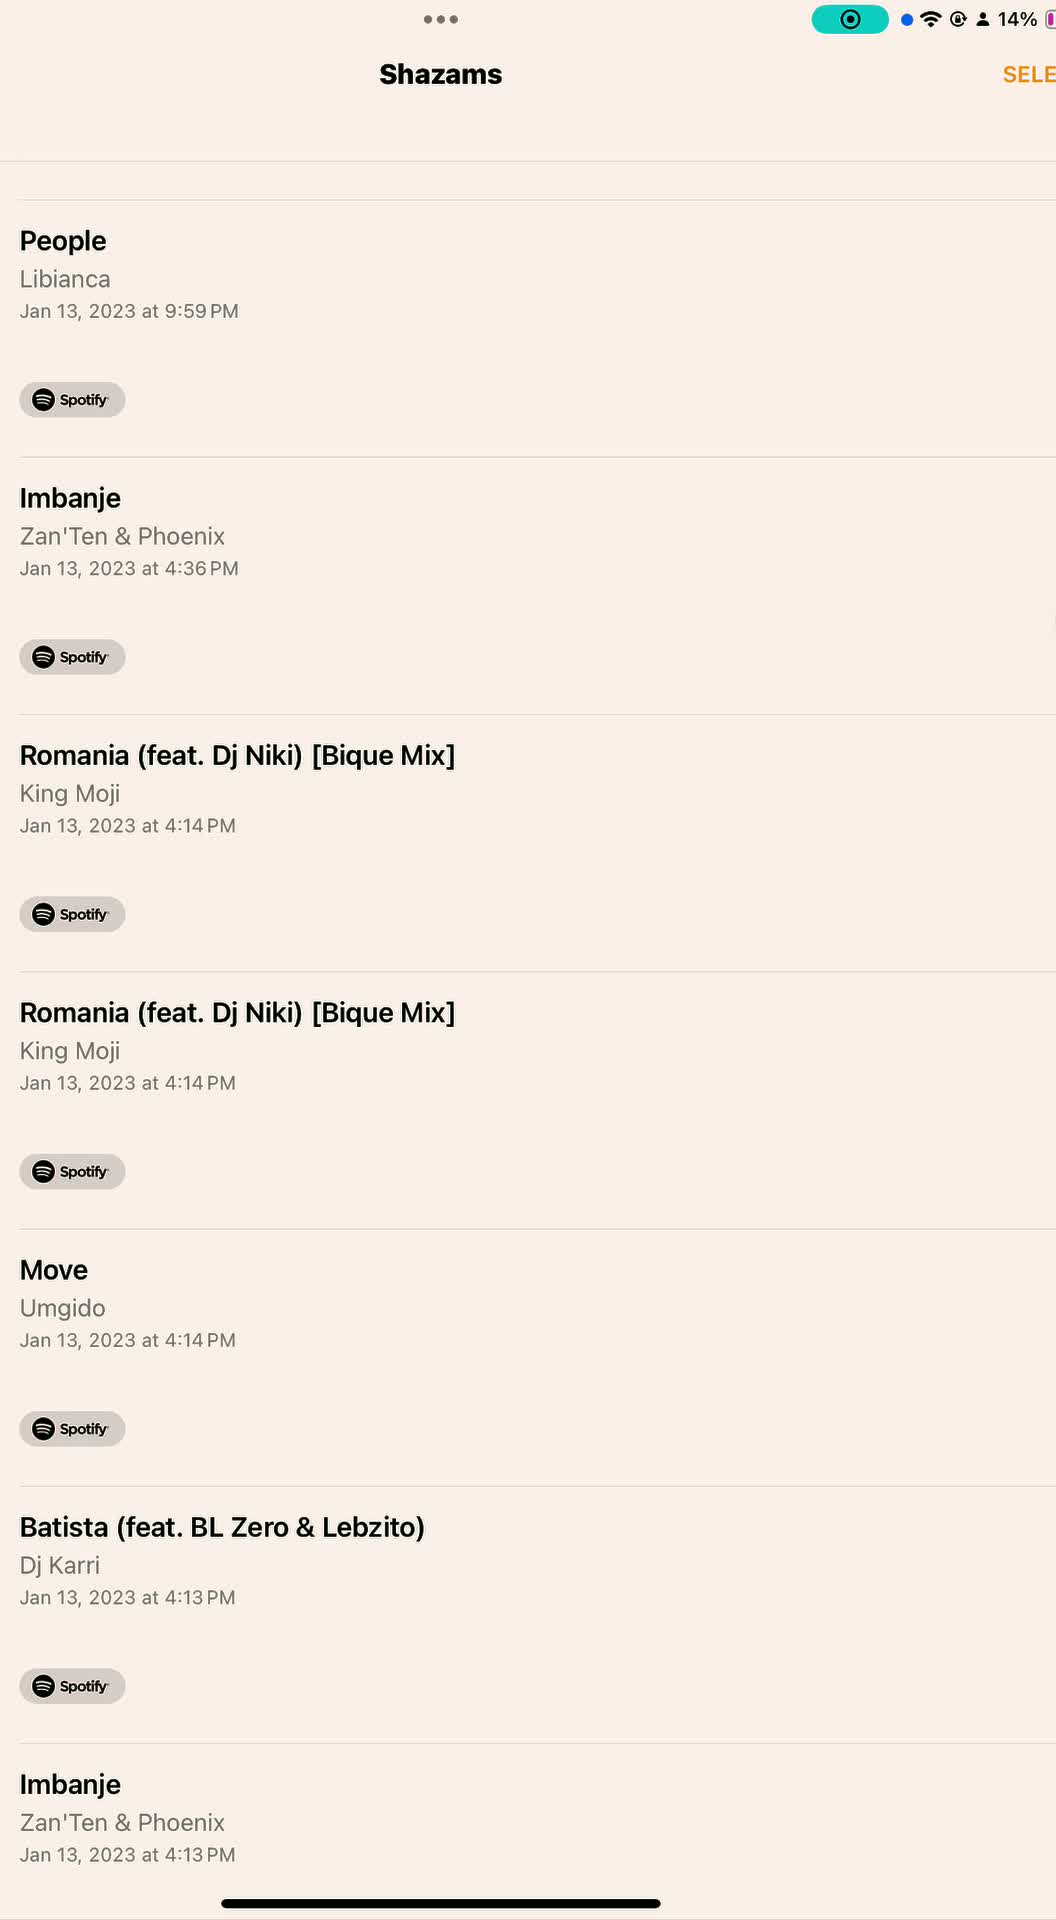 14%
Shazams
SELE
People
Libianca
Jan 13, 2023 at 9:59 PM
Spotify
Imbanje
Zan'Ten & Phoenix
Jan 13, 2023 at 4:36 PM
Spotify
Romania (feat. Dj Niki) [Bique Mix]
King Moji
Jan 13, 2023 at 4:14 PM
Spotify
Romania (feat. Dj Niki) [Bique Mix]
King Moji
Jan 13, 2023 at 4:14 PM
Spotify
Move
Umgido
Jan 13, 2023 at 4:14 PM
Spotify
Batista (feat. BL Zero & Lebzito)
Dj Karri
Jan 13, 2023 at 4:13 PM
Spotify
Imbanje
Zan'Ten & Phoenix
Jan 13, 2023 at 4:13 PM